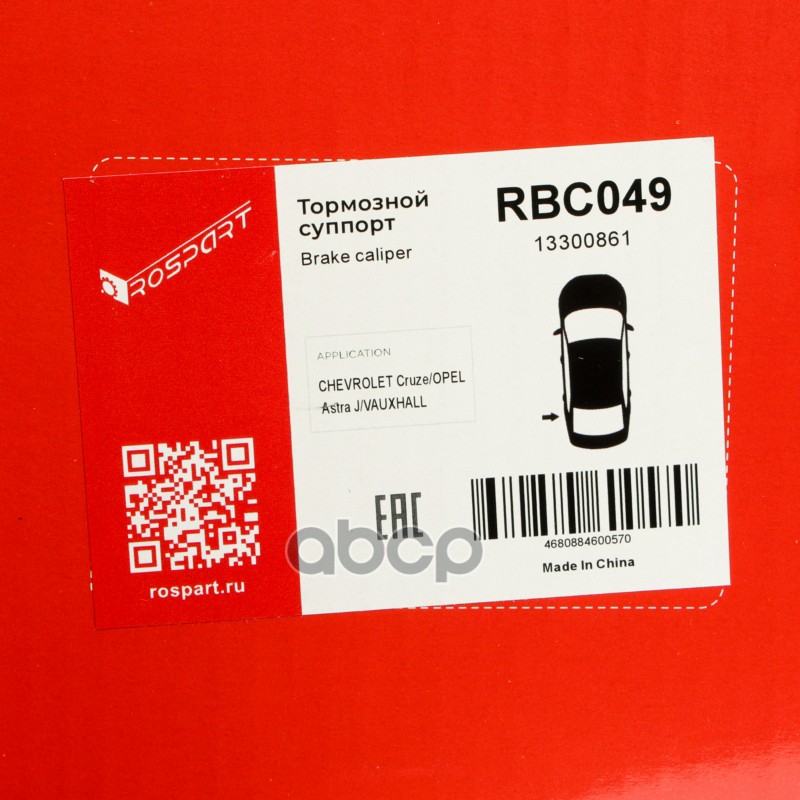 ROSPART
rospart.ru
Тормозной
суппорт
Brake caliper
RBC049
13300861
APPLICATION
CHEVROLET Cruze/OPEL
Astra J/VAUXHALL
EAC
abcp
4680884600570
Made In China